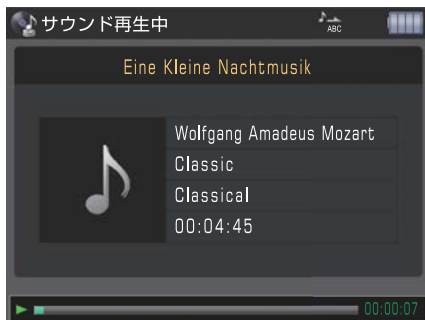 サウンド再生中
ABC
Eine Kleine Nachtmusik
Wolfgang Amadeus Mozart
Classic
Classical
00:04:45
00:00:07